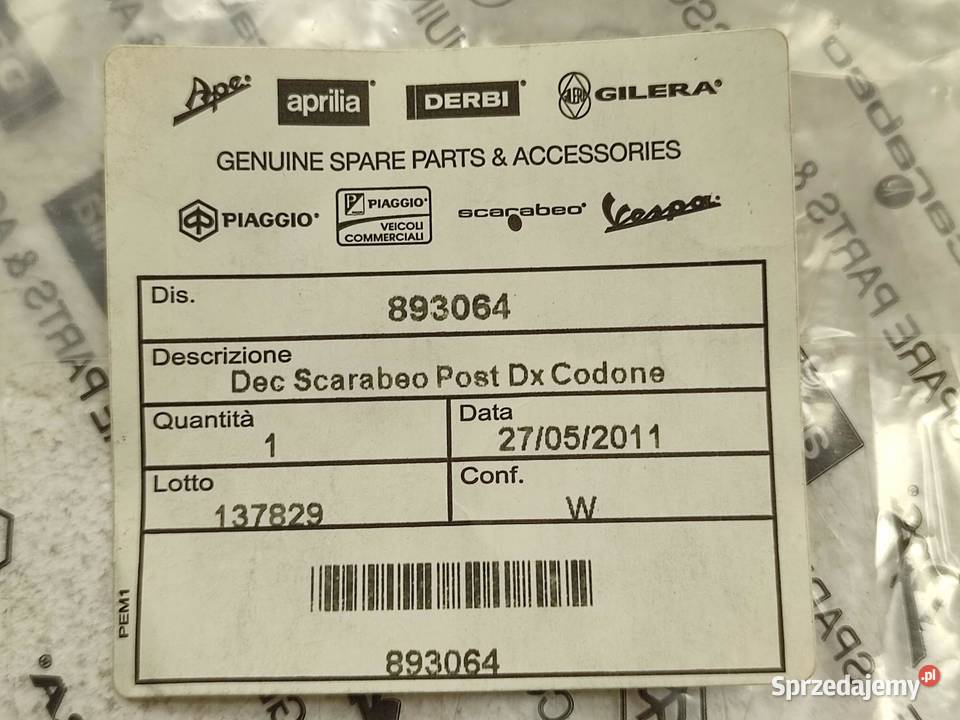 Ape
aprilia
DERBI
GILERA
GENUINE SPARE PARTS & ACCESSORIES
PIAGGIO
PIAGGIO
VEICOLI
COMMERCIALI
scarabeo
Vespa
Dis.
893064
Descrizione
Dec Scarabeo Post Dx Codone
Quantità
1
Data
27/05/2011
Lotto
137829
Conf.
W
PEM1
893064
Sprzedajemy.pl